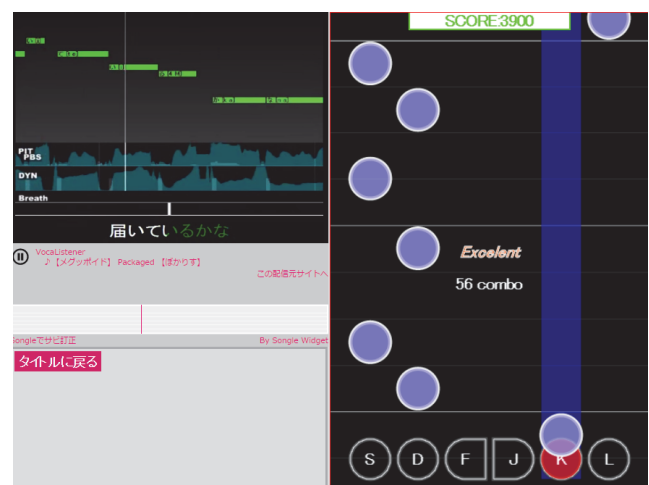 PIT
PBS
DYN
Breath
届いているかな
VocaListener
♪【メグッポイド】 Packaged 【ぼかりす】
この配信元サイトへ
Songleでサビ訂正
By Songle Widget
タイトルに戻る
SCORE:3900
Excelent
56 combo
S
D
F
J
K
L